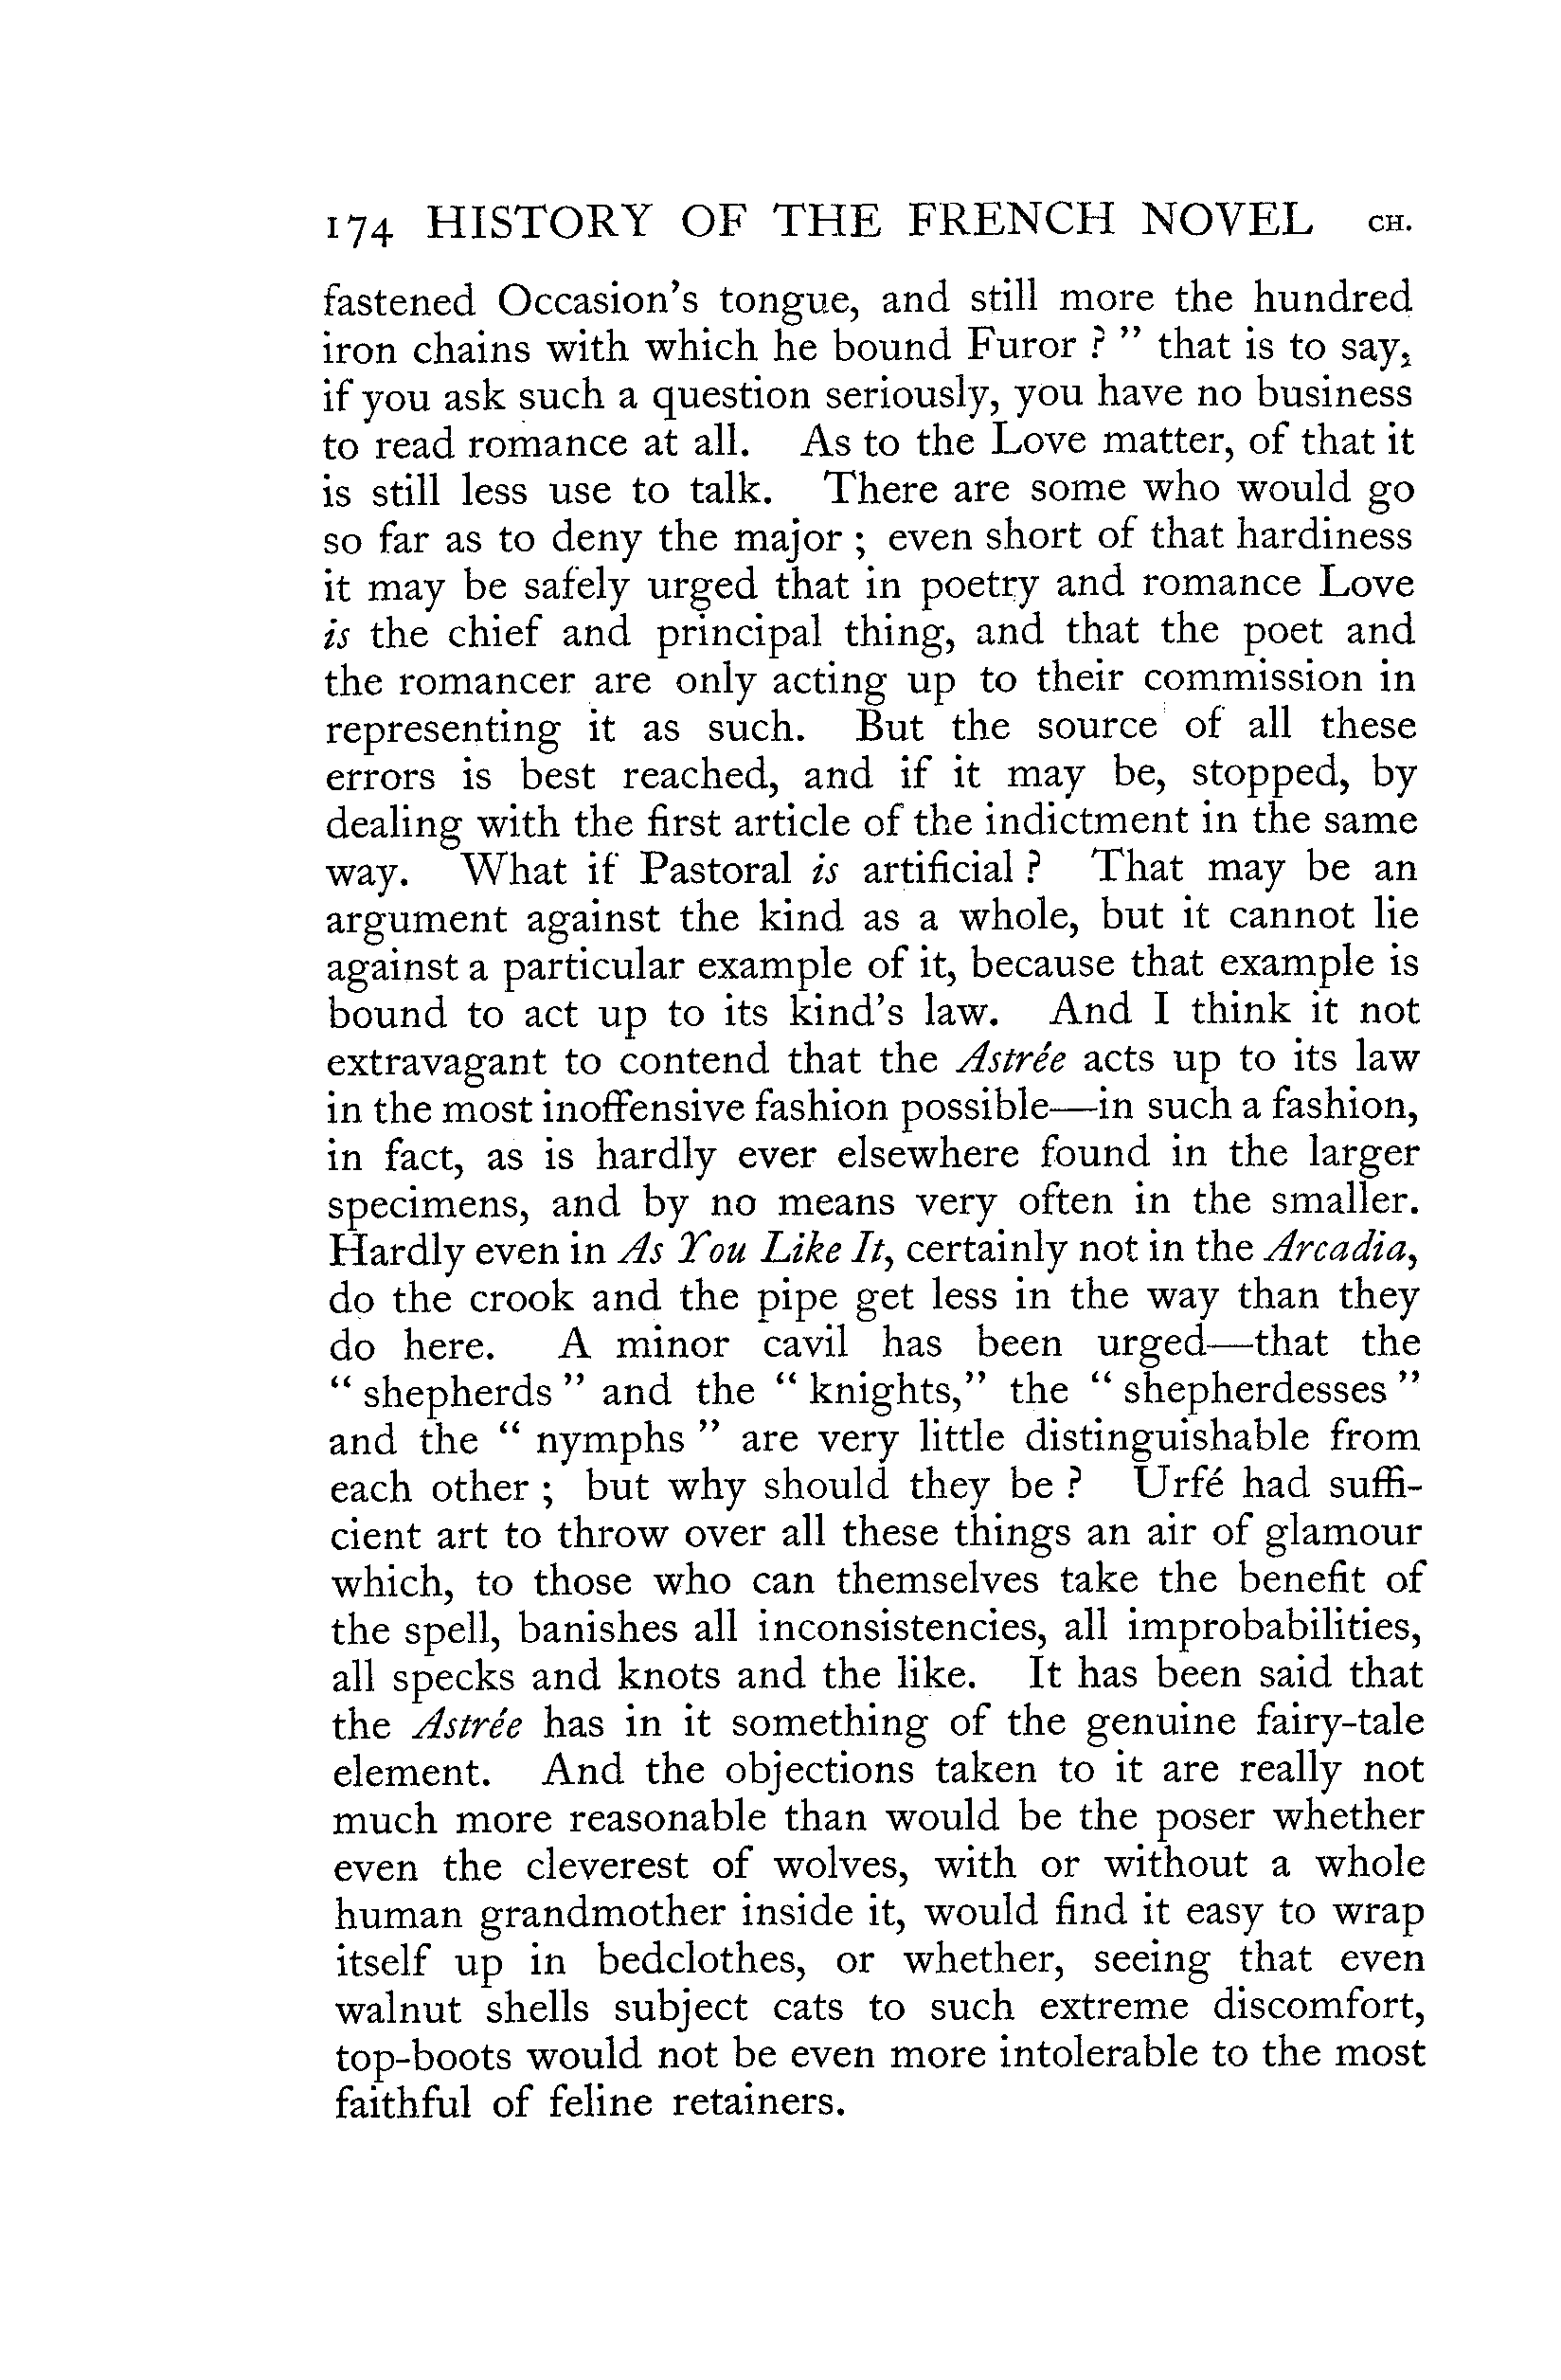 174 HISTORY OF THE FRENCH NOVEL CH.
fastened Occasion's tongue, and still more the hundred
iron chains with which he bound Furor ? " that is to say,
if you ask such a question seriously, you have no business
to read romance at all. As to the Love matter, of that it
is still less use to talk. There are some who would go
so far as to deny the major ; even short of that hardiness
it may be safely urged that in poetry and romance Love
is the chief and principal thing, and that the poet and
the romancer are only acting up to their commission in
representing it as such. But the source of all these
errors is best reached, and if it may be, stopped, by
dealing with the first article of the indictment in the same
way. What if Pastoral is artificial ? That may be an
argument against the kind as a whole, but it cannot lie
against a particular example of it, because that example is
bound to act up to its kind's law. And I think it not
extravagant to contend that the Astrée acts up to its law
in the most inoffensive fashion possible—in such a fashion,
in fact, as is hardly ever elsewhere found in the larger
specimens, and by no means very often in the smaller.
Hardly even in As You Like It, certainly not in the Arcadia,
do the crook and the pipe get less in the way than they
do here. A minor cavil has been urged—that the
" shepherds " and the " knights," the " shepherdesses "
and the " nymphs " are very little distinguishable from
each other ; but why should they be ? Urfé had suffi-
cient art to throw over all these things an air of glamour
which, to those who can themselves take the benefit of
the spell, banishes all inconsistencies, all improbabilities,
all specks and knots and the like. It has been said that
the Astrée has in it something of the genuine fairy-tale
element. And the objections taken to it are really not
much more reasonable than would be the poser whether
even the cleverest of wolves, with or without a whole
human grandmother inside it, would find it easy to wrap
itself up in bedclothes, or whether, seeing that even
walnut shells subject cats to such extreme discomfort,
top-boots would not be even more intolerable to the most
faithful of feline retainers.